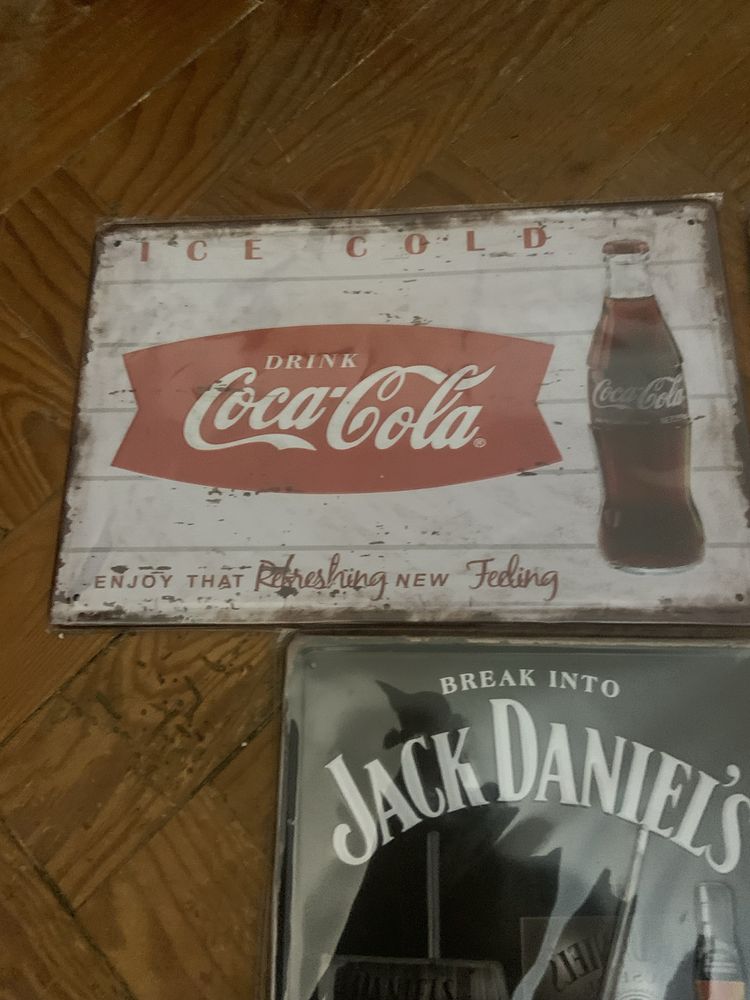 ICE COLD
DRINK
Coca-Cola®
Coca-Cola
ENJOY THAT Refreshing NEW Feeling
BREAK INTO
JACK DANIEL'S